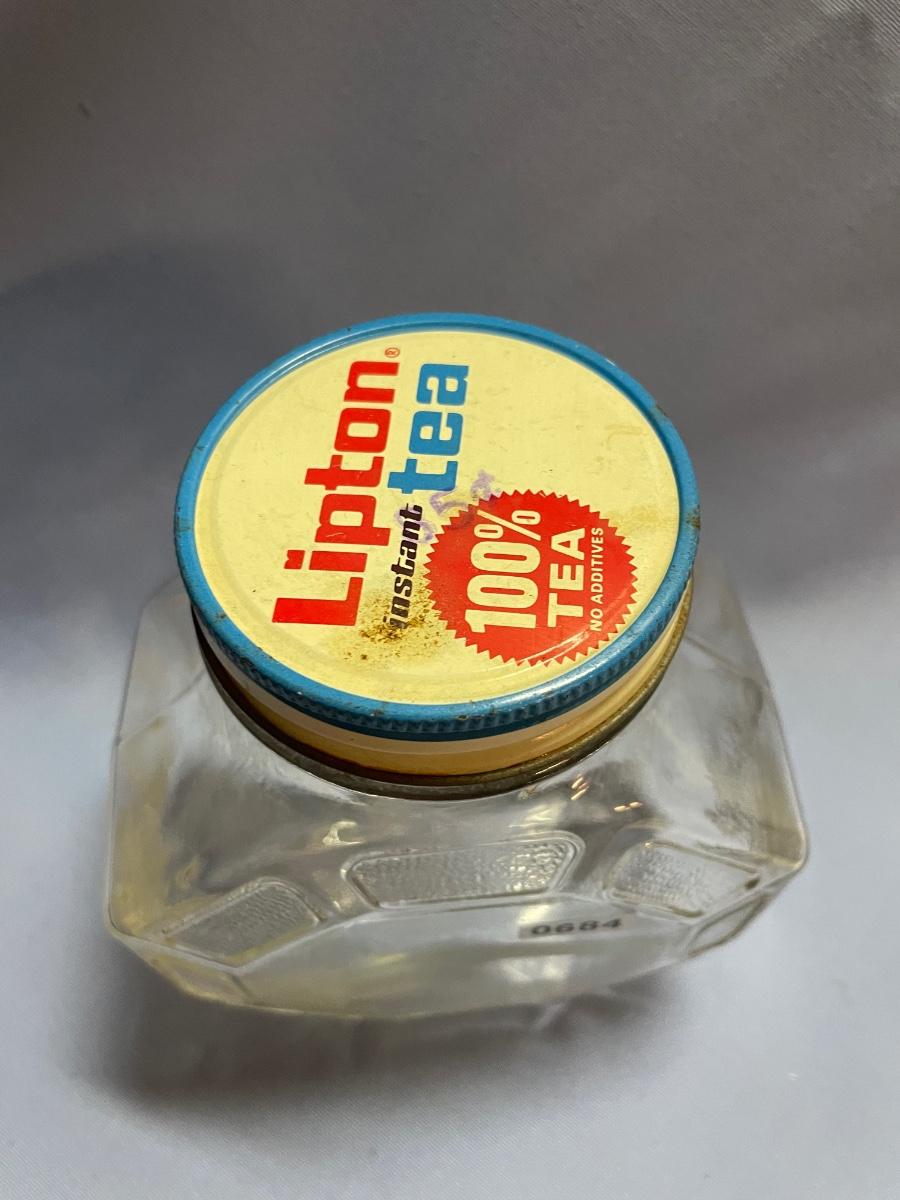 Lipton®
instant tea
100%
TEA
NO ADDITIVES
0684